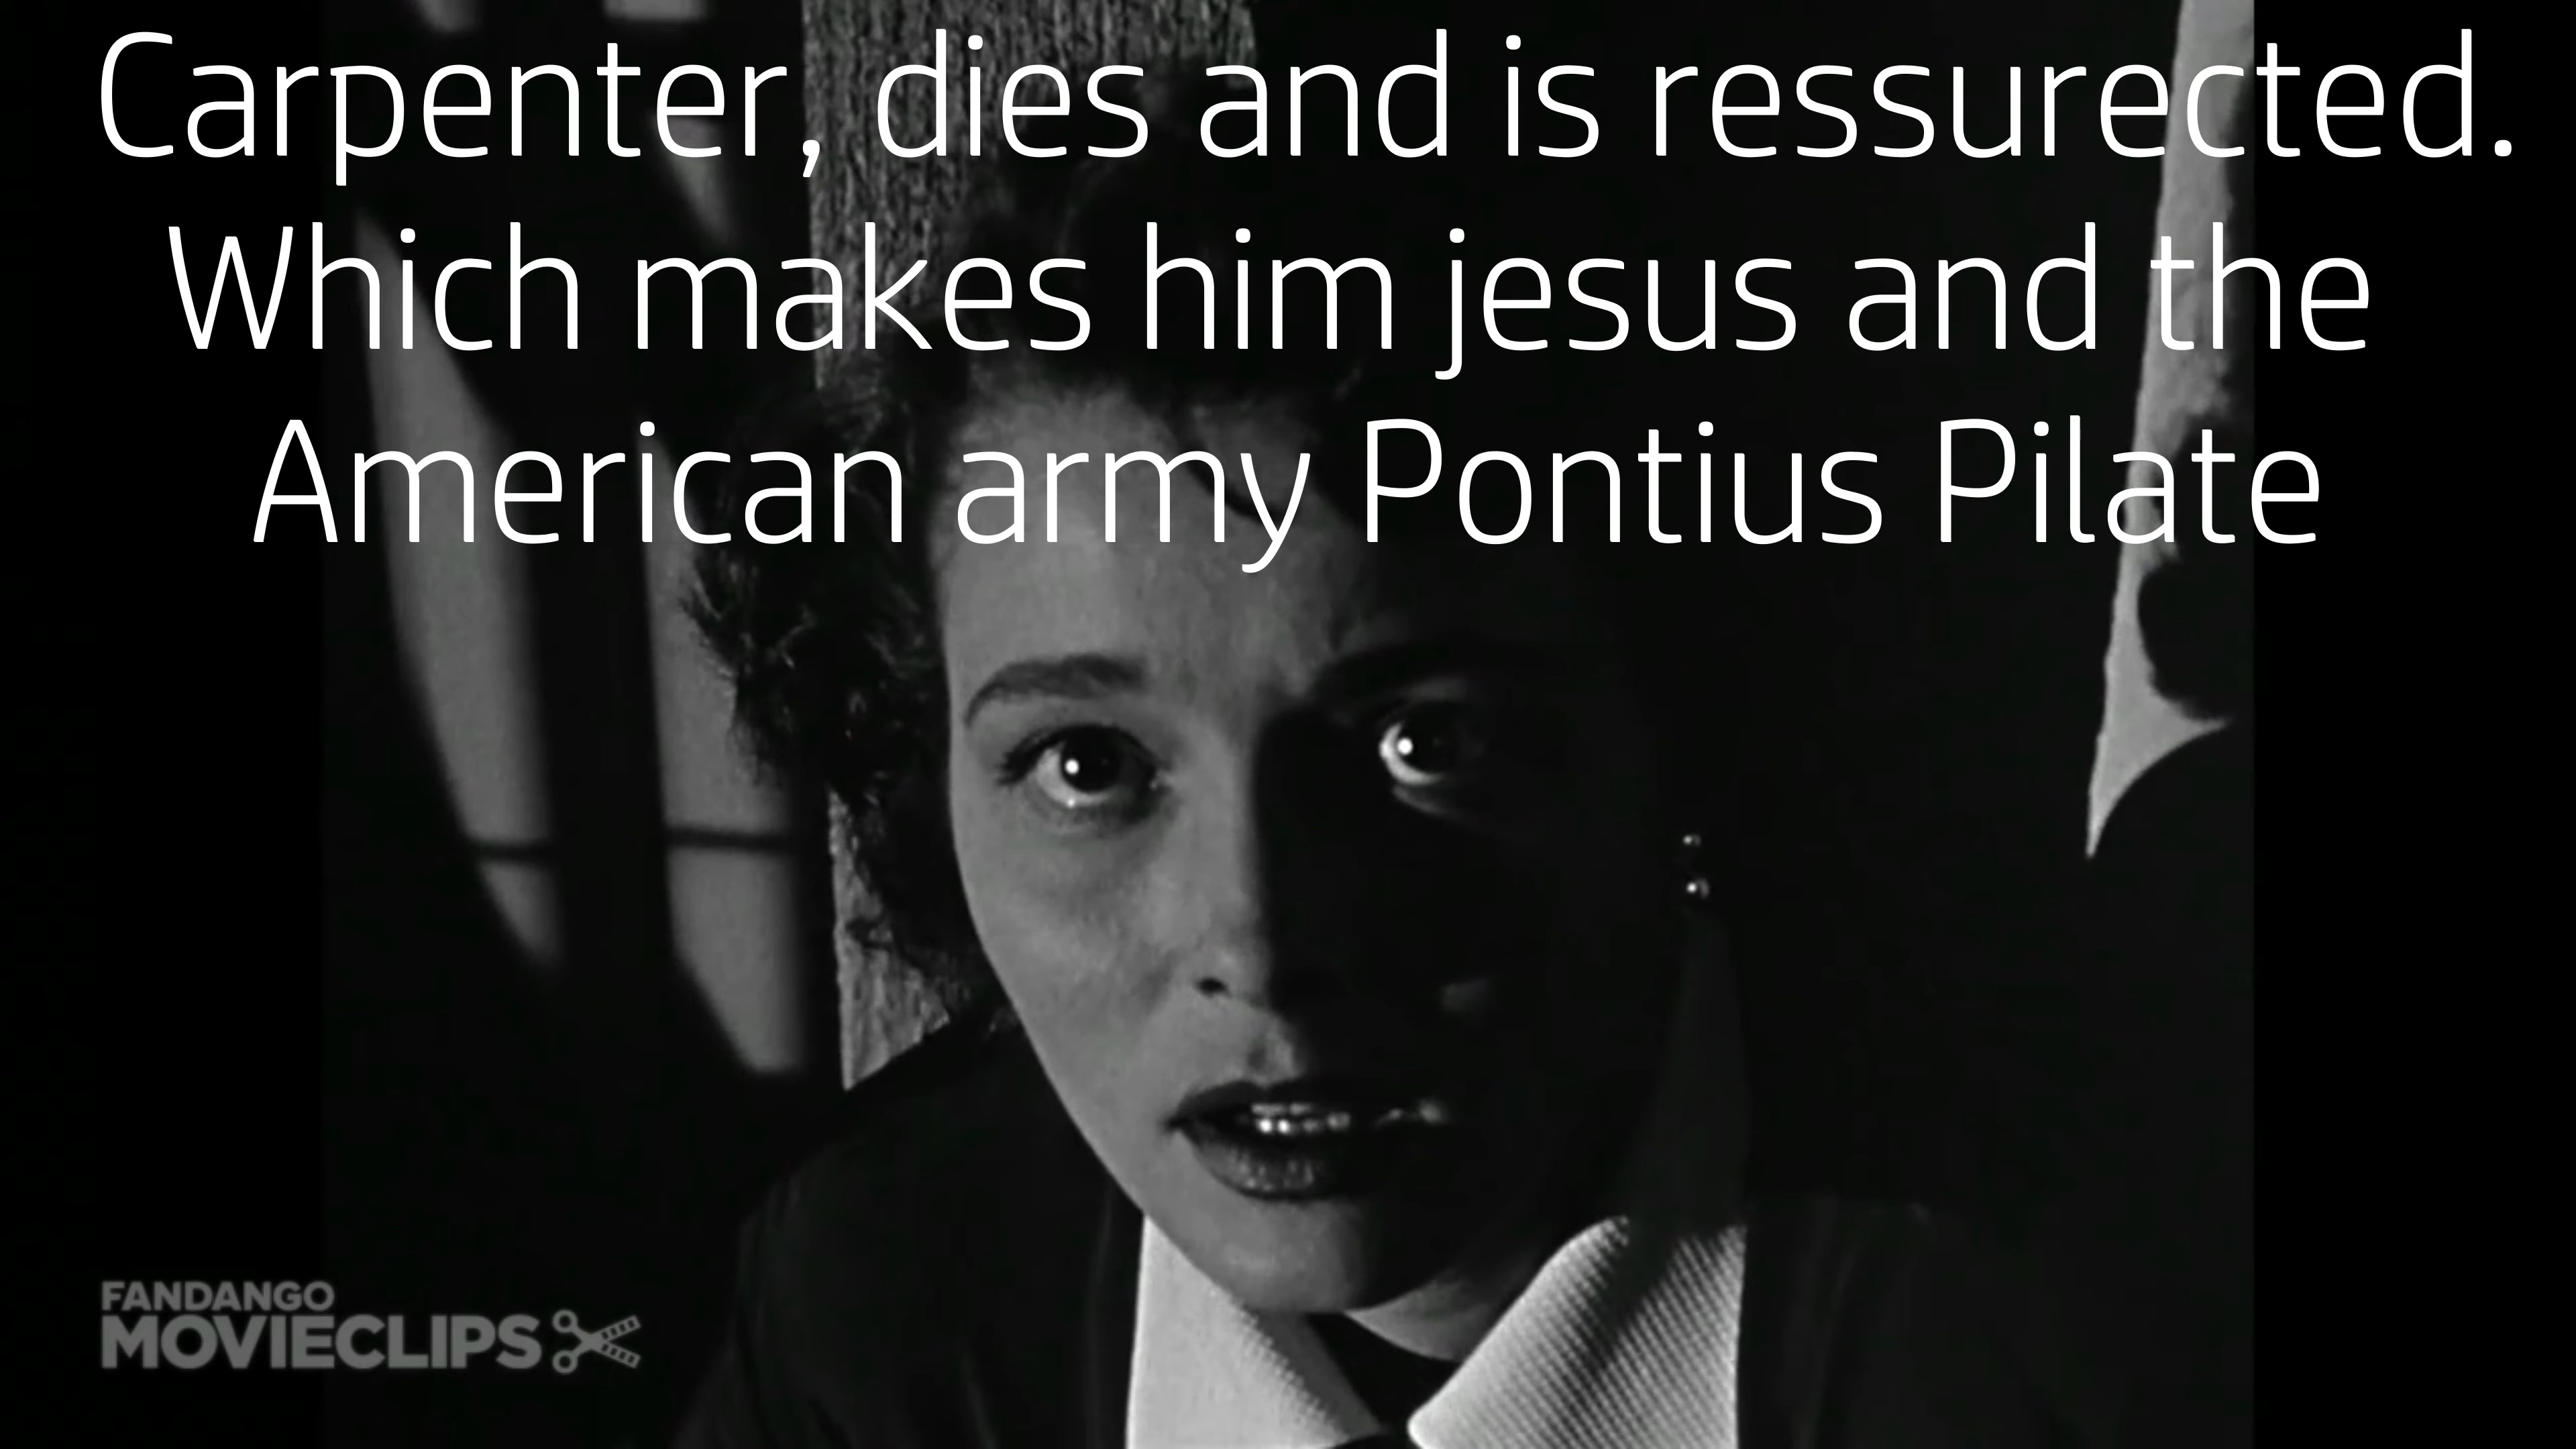 Carpenter, dies and is ressurected.
Which makes him jesus and the
American army Pontius Pilate
FANDANGO
MOVIECLIPS